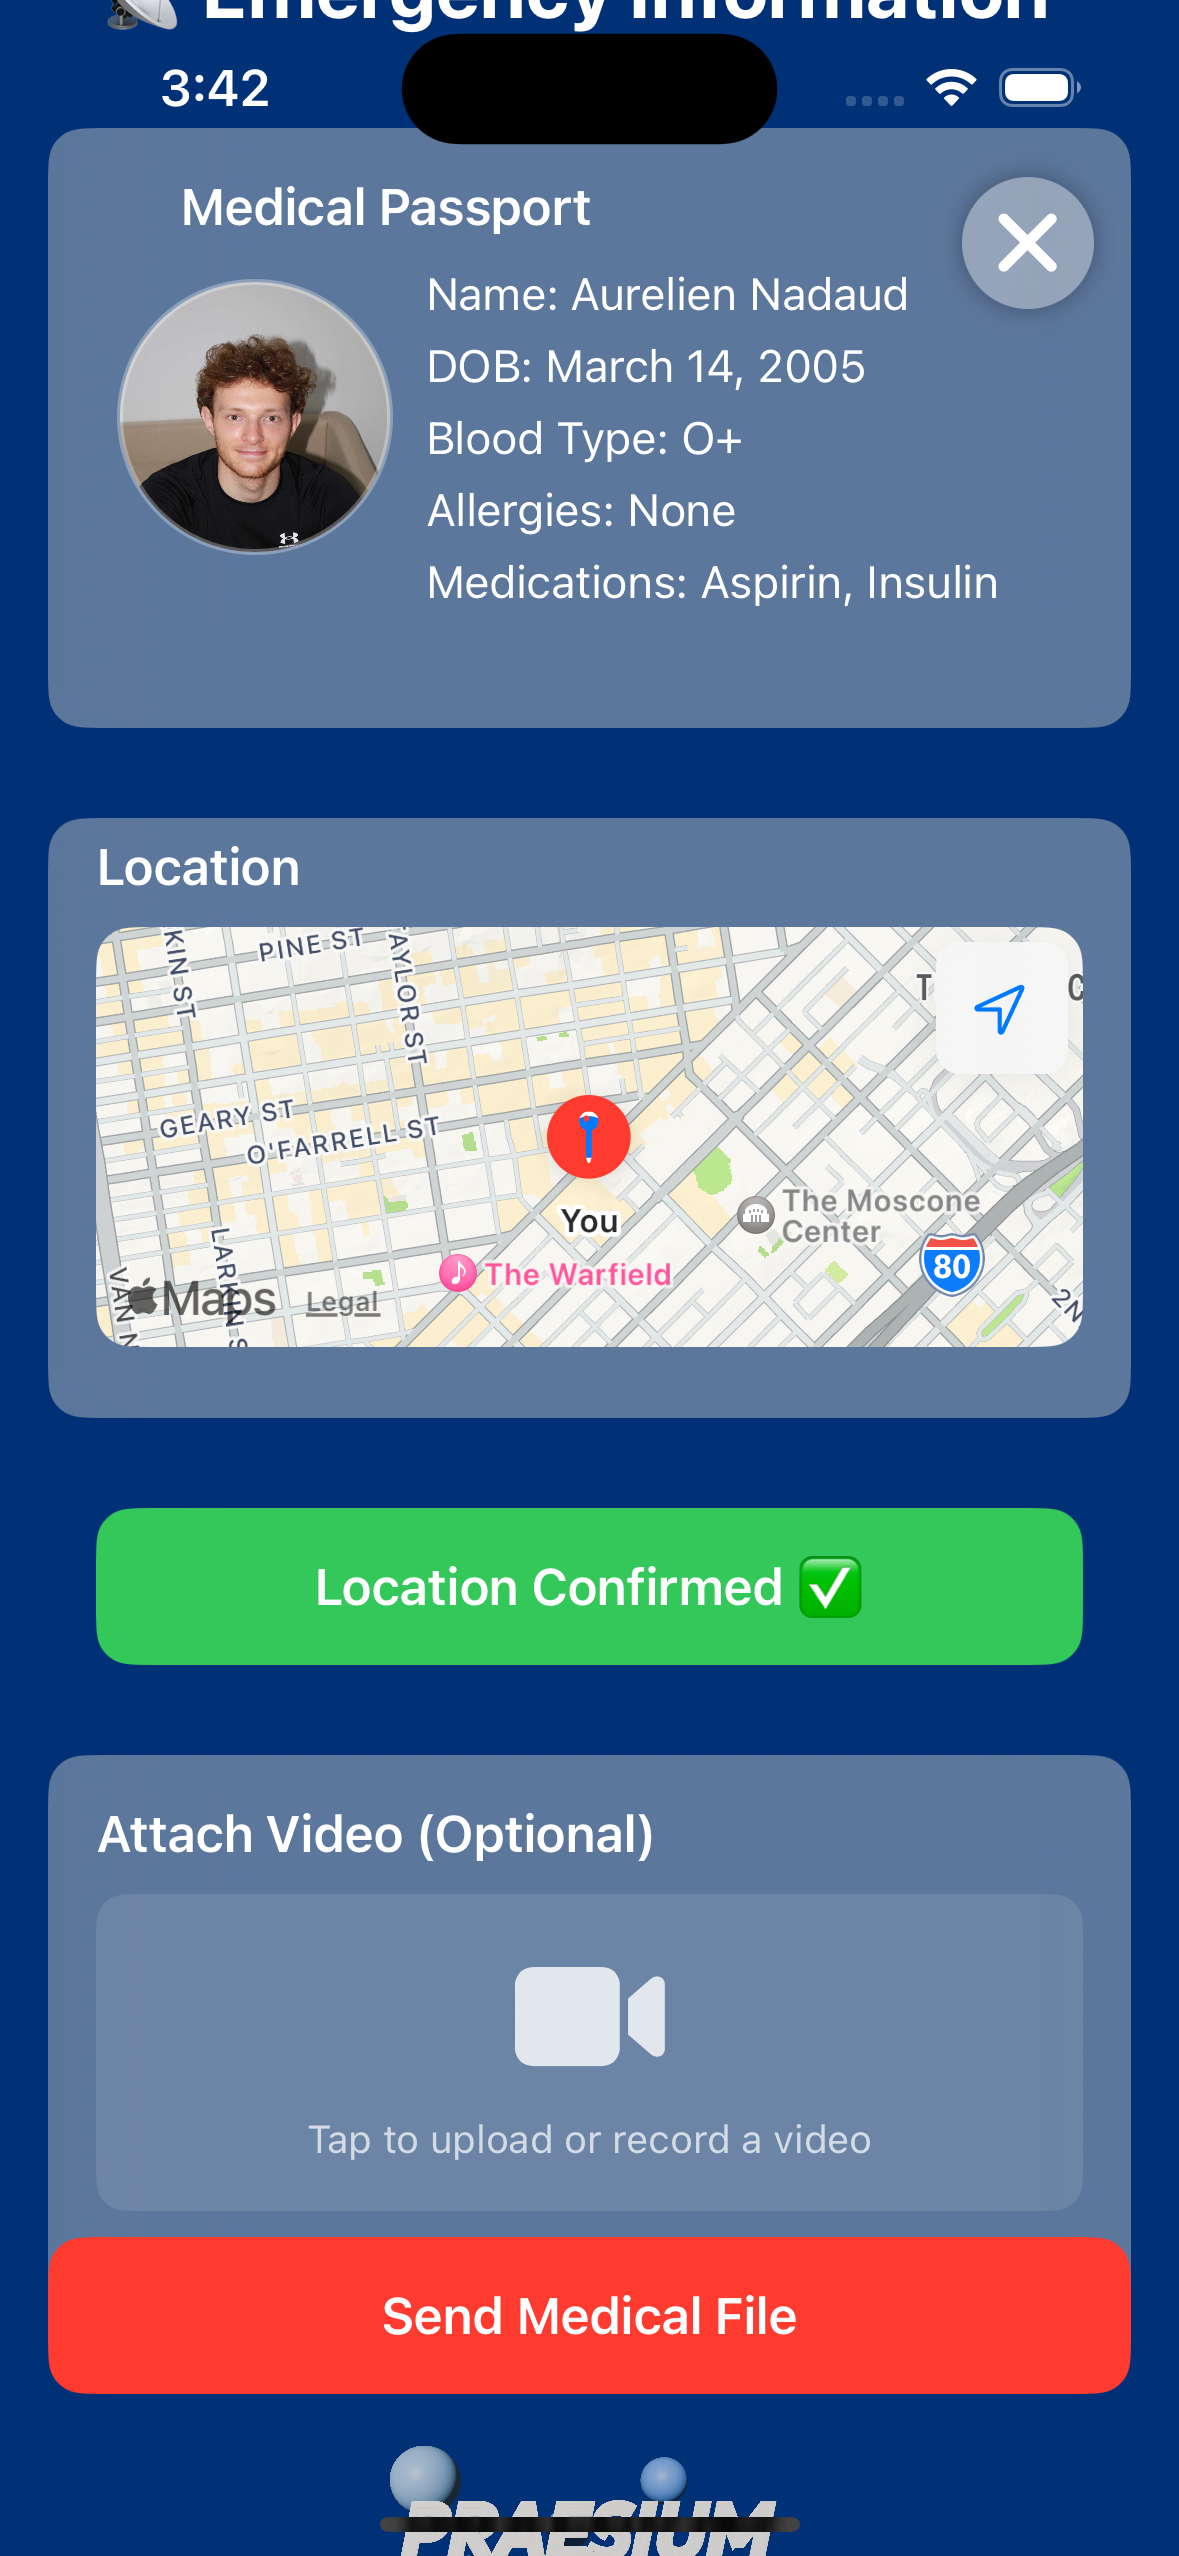 Emergency Information
3:42
Medical Passport
Name: Aurelien Nadaud
DOB: March 14, 2005
Blood Type: O+
Allergies: None
Medications: Aspirin, Insulin
Location
KIN ST
PINE ST
AYLOR ST
T
C
GEARY ST
O'FARRELL ST
You
The Moscone
Center
The Warfield
80
LARKIN S
VAN N
Maps
Legal
2N
Location Confirmed ✅
Attach Video (Optional)
Tap to upload or record a video
Send Medical File
PRAESIUM